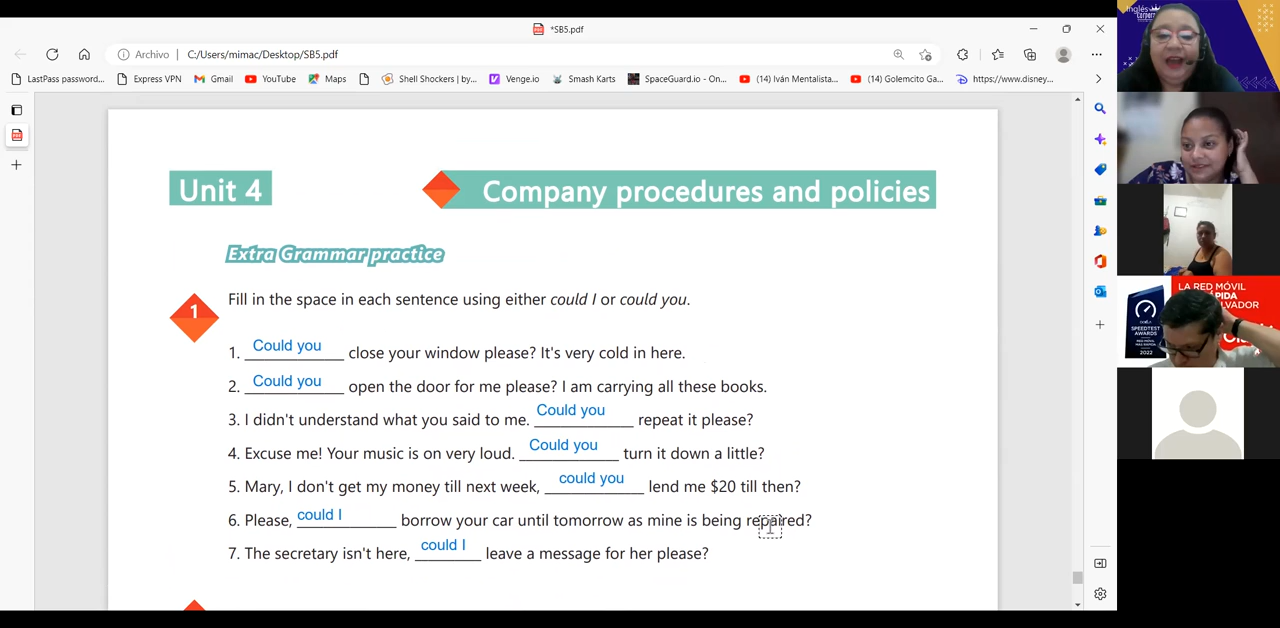 *SB5.pdf
Archivo | C:/Users/mimac/Desktop/SB5.pdf
LastPass password... Express VPN Gmail YouTube Maps Shell Shockers | by... Venge.io Smash Karts SpaceGuard.io - On... (14) Iván Mentalista... (14) Golemcito Ga... https://www.disney...
Unit 4 Company procedures and policies
Extra Grammar practice
1 Fill in the space in each sentence using either could I or could you.
1. Could you close your window please? It's very cold in here.
2. Could you open the door for me please? I am carrying all these books.
3. I didn't understand what you said to me. Could you repeat it please?
4. Excuse me! Your music is on very loud. Could you turn it down a little?
5. Mary, I don't get my money till next week, could you lend me $20 till then?
6. Please, could I borrow your car until tomorrow as mine is being repaired?
7. The secretary isn't here, could I leave a message for her please?
Inglés
Corpora
LA RED MÓVIL
RÁPIDA
SALVADOR
SPEEDTEST
AWARDS
2022
Cla